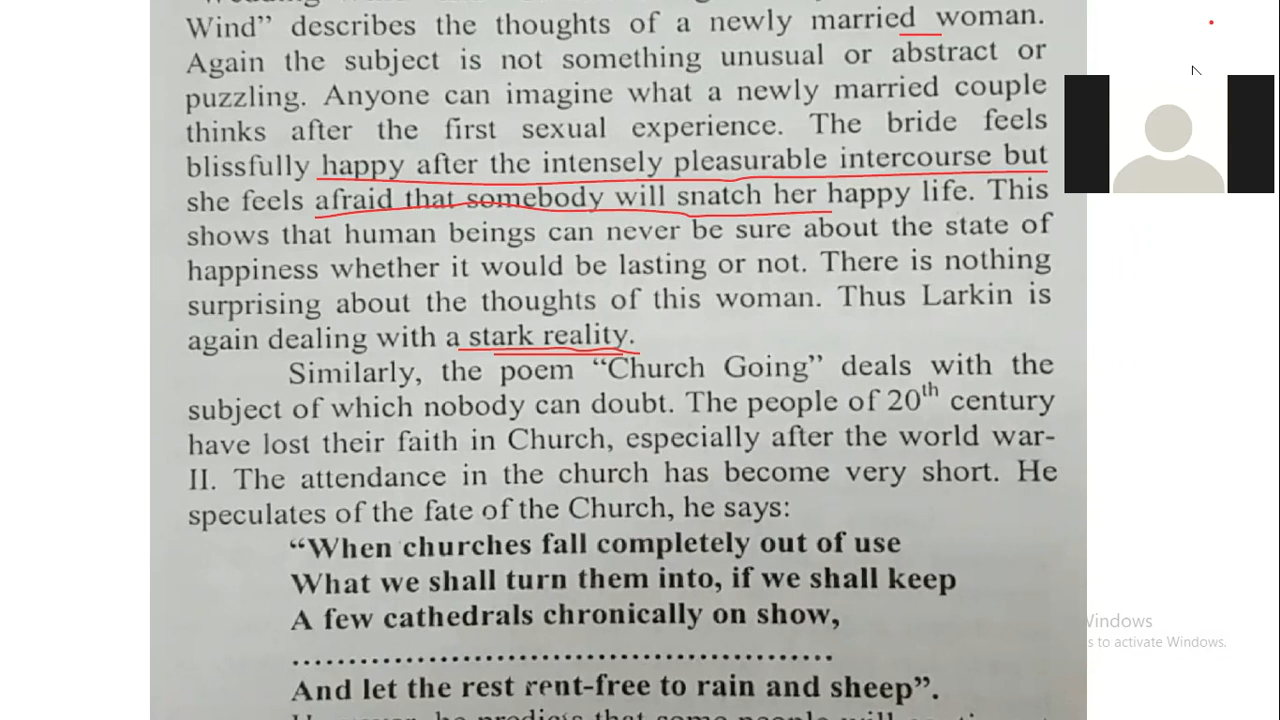 Wind” describes the thoughts of a newly married woman.
Again the subject is not something unusual or abstract or
puzzling. Anyone can imagine what a newly married couple
thinks after the first sexual experience. The bride feels
blissfully happy after the intensely pleasurable intercourse but
she feels afraid that somebody will snatch her happy life. This
shows that human beings can never be sure about the state of
happiness whether it would be lasting or not. There is nothing
surprising about the thoughts of this woman. Thus Larkin is
again dealing with a stark reality.
Similarly, the poem “Church Going” deals with the
subject of which nobody can doubt. The people of 20th century
have lost their faith in Church, especially after the world war-
II. The attendance in the church has become very short. He
speculates of the fate of the Church, he says:
“When churches fall completely out of use
What we shall turn them into, if we shall keep
A few cathedrals chronically on show,
................................................
And let the rest rent-free to rain and sheep”.
Windows
s to activate Windows.